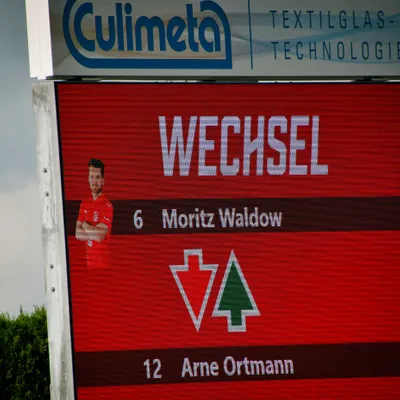 Culimeta
TEXTILGLAS-
TECHNOLOGIE
WECHSEL
6 Moritz Waldow
12 Arne Ortmann